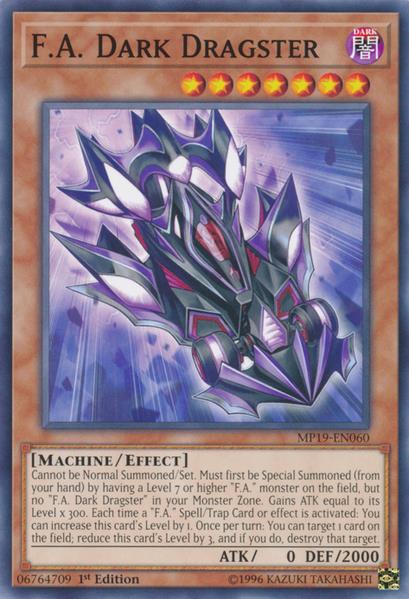 F.A. DARK DRAGSTER
DARK
闇
MP19-EN060
[MACHINE/EFFECT]
Cannot be Normal Summoned/Set. Must first be Special Summoned (from
your hand) by having a Level 7 or higher "F.A." monster on the field, but
no "F.A. Dark Dragster" in your Monster Zone. Gains ATK equal to its
Level x 300. Each time a "F.A." Spell/Trap Card or effect is activated: You
can increase this card's Level by 1. Once per turn: You can target 1 card
on the field; reduce this card's Level by 3, and if you do, destroy that target.
ATK/ 0 DEF/2000
06764709 1st Edition ©1996 KAZUKI TAKAHASHI